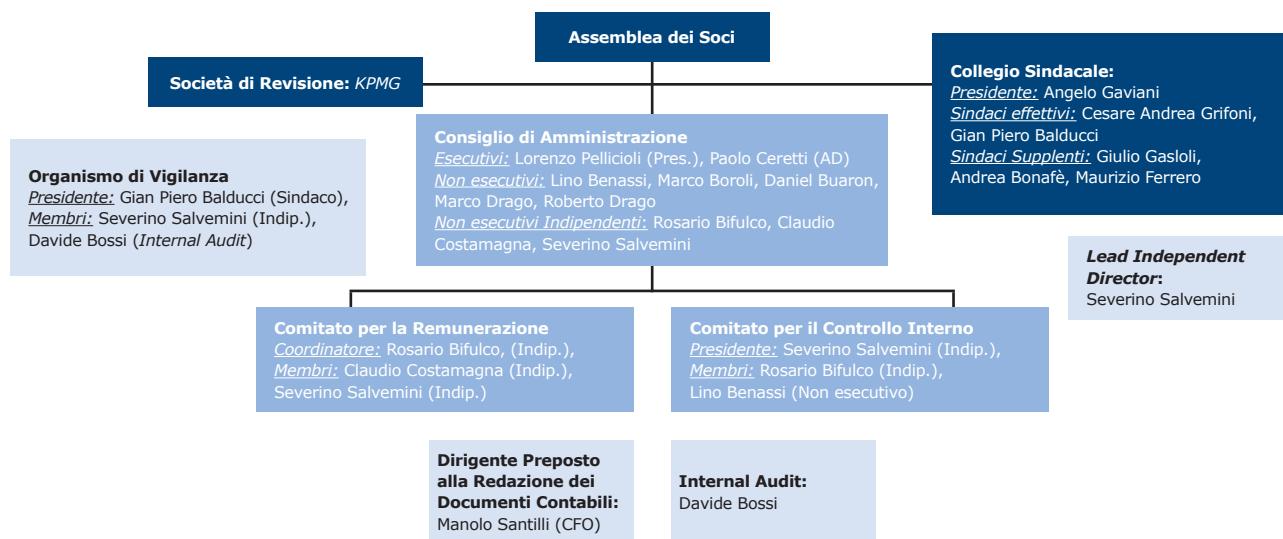 Assemblea dei Soci
Società di Revisione: KPMG
Collegio Sindacale:
Presidente: Angelo Gaviani
Sindaci effettivi: Cesare Andrea Grifoni,
Gian Piero Balducci
Sindaci Supplenti: Giulio Gasloli,
Andrea Bonafè, Maurizio Ferrero
Consiglio di Amministrazione
Esecutivi: Lorenzo Pellicioli (Pres.), Paolo Ceretti (AD)
Non esecutivi: Lino Benassi, Marco Boroli, Daniel Buaron,
Marco Drago, Roberto Drago
Non esecutivi Indipendenti: Rosario Bifulco, Claudio
Costamagna, Severino Salvemini
Organismo di Vigilanza
Presidente: Gian Piero Balducci (Sindaco),
Membri: Severino Salvemini (Indip.),
Davide Bossi (Internal Audit)
Lead Independent
Director:
Severino Salvemini
Comitato per la Remunerazione
Coordinatore: Rosario Bifulco, (Indip.),
Membri: Claudio Costamagna (Indip.),
Severino Salvemini (Indip.)
Comitato per il Controllo Interno
Presidente: Severino Salvemini (Indip.),
Membri: Rosario Bifulco (Indip.),
Lino Benassi (Non esecutivo)
Dirigente Preposto
alla Redazione dei
Documenti Contabili:
Manolo Santilli (CFO)
Internal Audit:
Davide Bossi